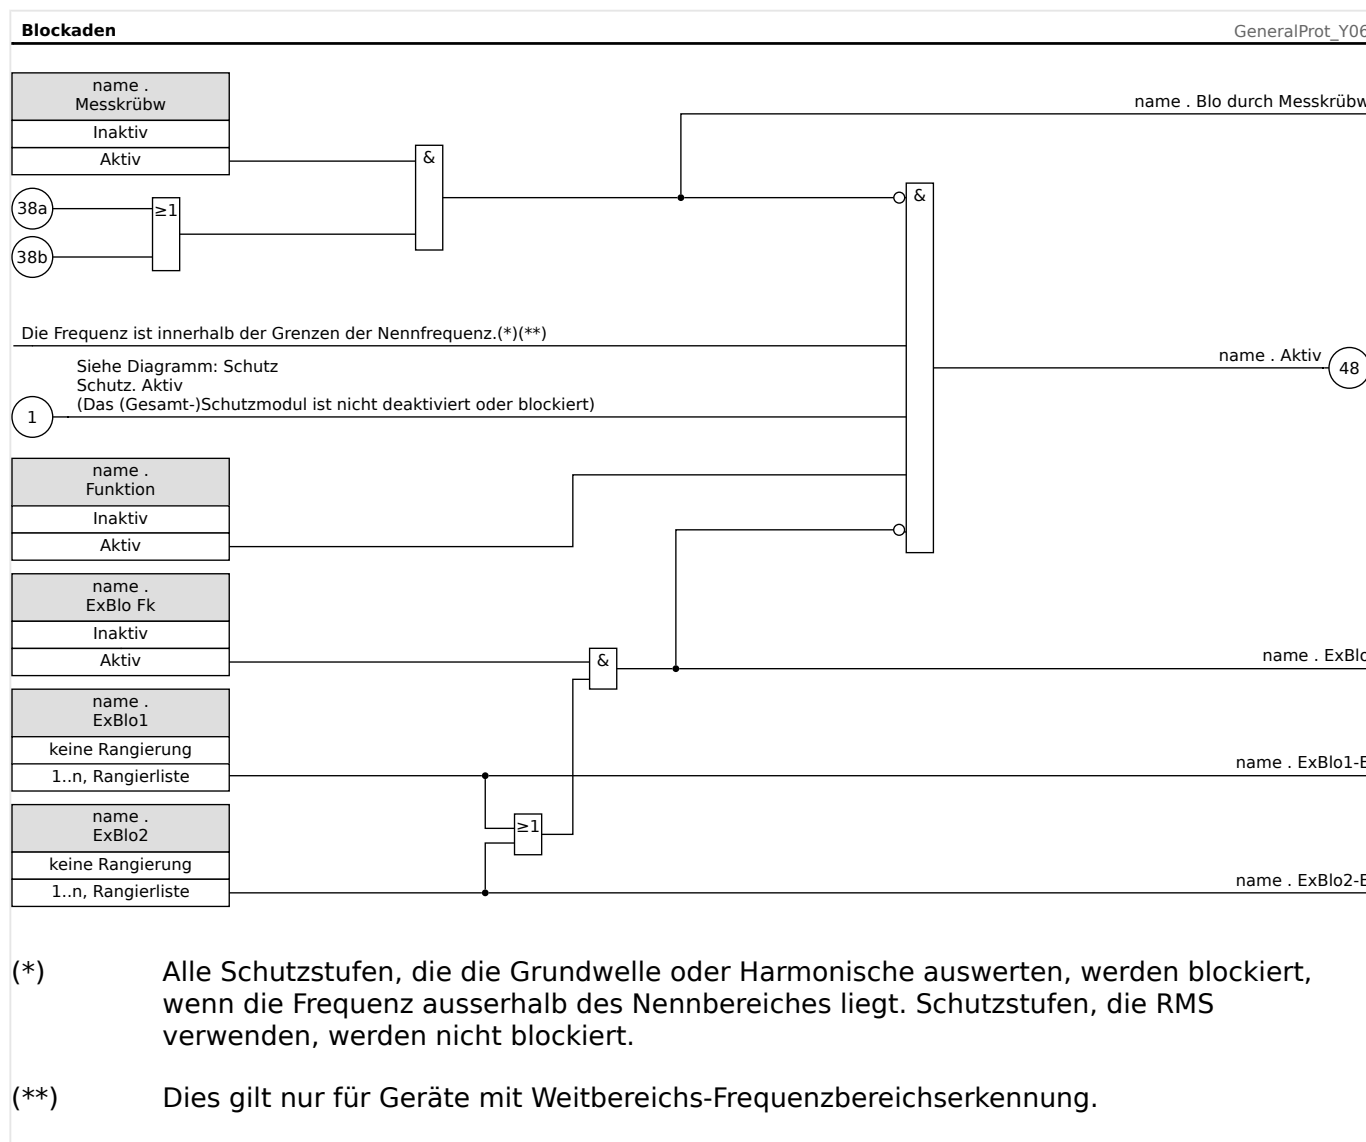 Blockaden
GeneralProt_Y06
name .
Messkrübw
Inaktiv
Aktiv
name . Blo durch Messkrübw
&
&
38a
≥1
38b
Die Frequenz ist innerhalb der Grenzen der Nennfrequenz.(*)(**)
name . Aktiv
48
Siehe Diagramm: Schutz
Schutz. Aktiv
(Das (Gesamt-)Schutzmodul ist nicht deaktiviert oder blockiert)
1
name .
Funktion
Inaktiv
Aktiv
name .
ExBlo Fk
Inaktiv
Aktiv
&
name . ExBlo
name .
ExBlo1
keine Rangierung
1..n, Rangierliste
name . ExBlo1-E
name .
ExBlo2
≥1
keine Rangierung
1..n, Rangierliste
name . ExBlo2-E
(*) Alle Schutzstufen, die die Grundwelle oder Harmonische auswerten, werden blockiert,
wenn die Frequenz ausserhalb des Nennbereiches liegt. Schutzstufen, die RMS
verwenden, werden nicht blockiert.
(**) Dies gilt nur für Geräte mit Weitbereichs-Frequenzbereichserkennung.